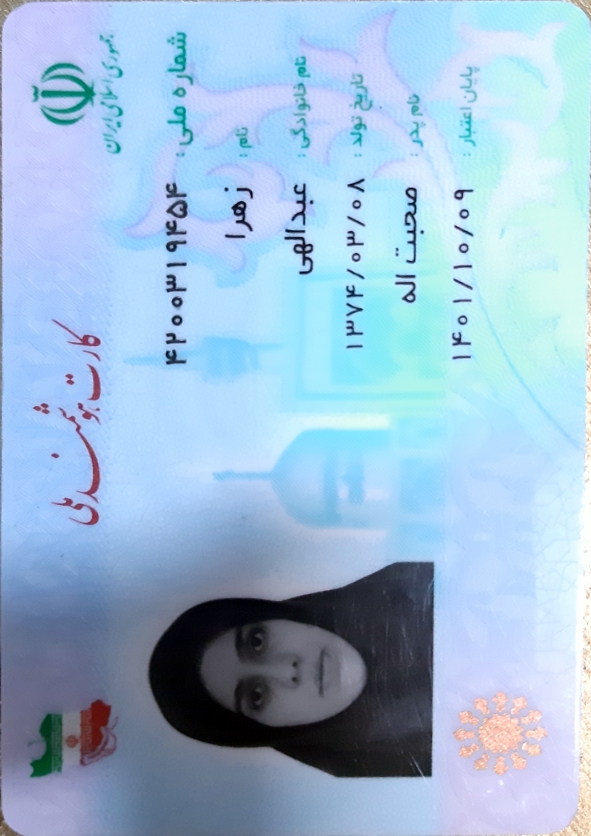 جمهوری اسلامی ایران
کارت هوشمند ملی
شماره ملی : ۴۲۰۰۳۱۹۴۵۴
نام : زهرا
نام خانوادگی : عبدالهی
تاریخ تولد : ۱۳۷۴/۰۳/۰۸
نام پدر : صحبت اله
پایان اعتبار : ۱۴۰۱/۱۰/۰۹